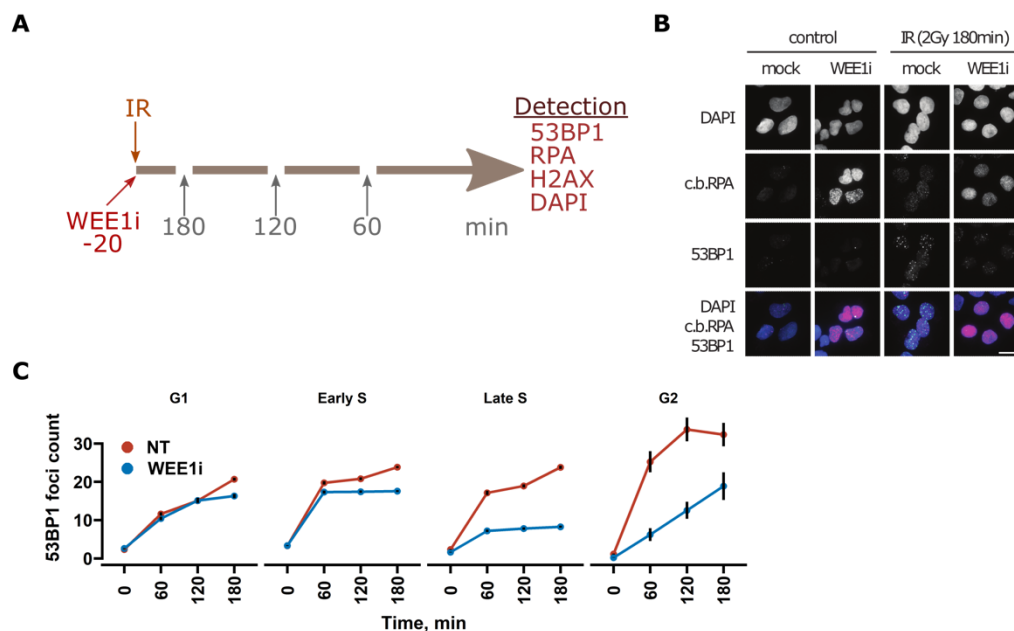 A
IR
WEE1i
-20
180
120
60
min
Detection
53BP1
RPA
H2AX
DAPI
B
control
IR (2Gy 180min)
mock
WEE1i
mock
WEE1i
DAPI
c.b.RPA
53BP1
DAPI
c.b.RPA
53BP1
C
G1
Early S
Late S
G2
53BP1 foci count
30
20
10
0
NT
WEE1i
0
60
120
180
0
60
120
180
0
60
120
180
0
60
120
180
Time, min